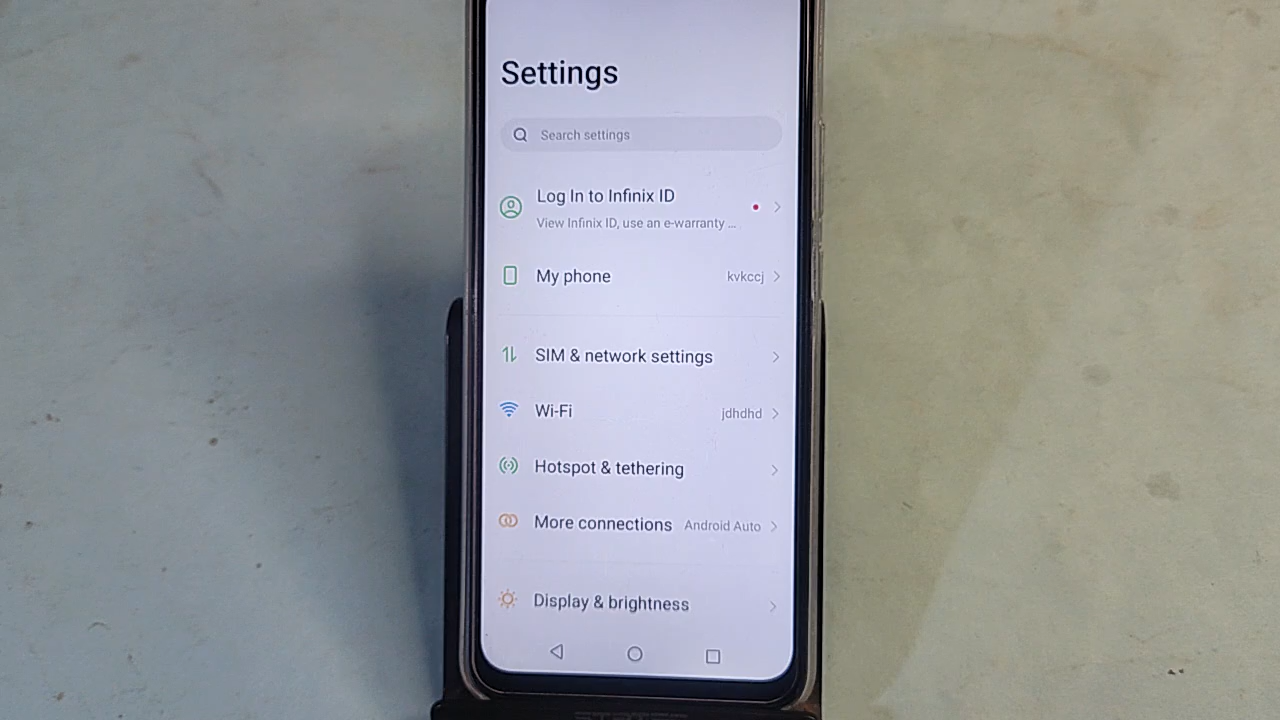 Settings
Search settings
Log In to Infinix ID
View Infinix ID, use an e-warranty ...
My phone kvkccj
SIM & network settings
Wi-Fi jdhdhd
Hotspot & tethering
More connections Android Auto
Display & brightness